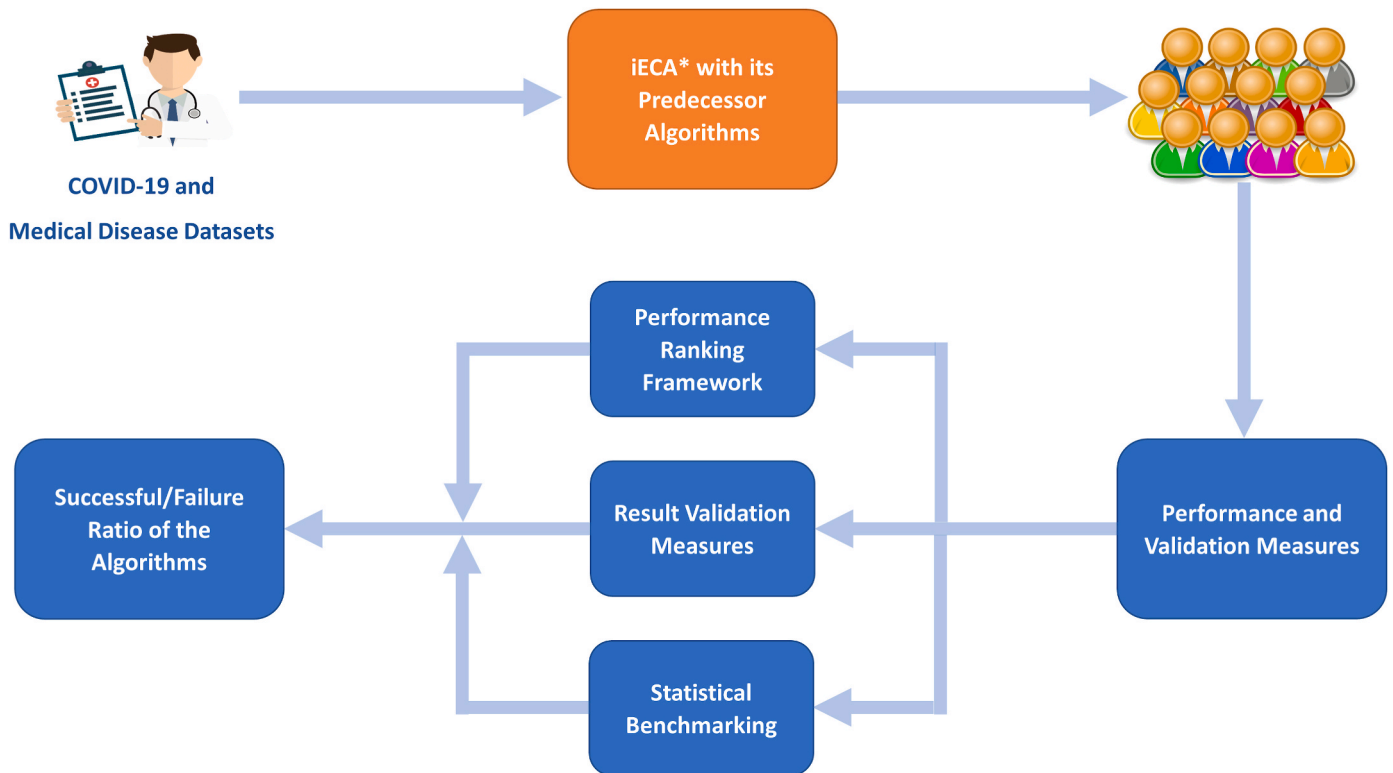 iECA* with its
Predecessor
Algorithms
COVID-19 and
Medical Disease Datasets
Performance
Ranking
Framework
Successful/Failure
Ratio of the
Algorithms
Result Validation
Measures
Performance and
Validation Measures
Statistical
Benchmarking